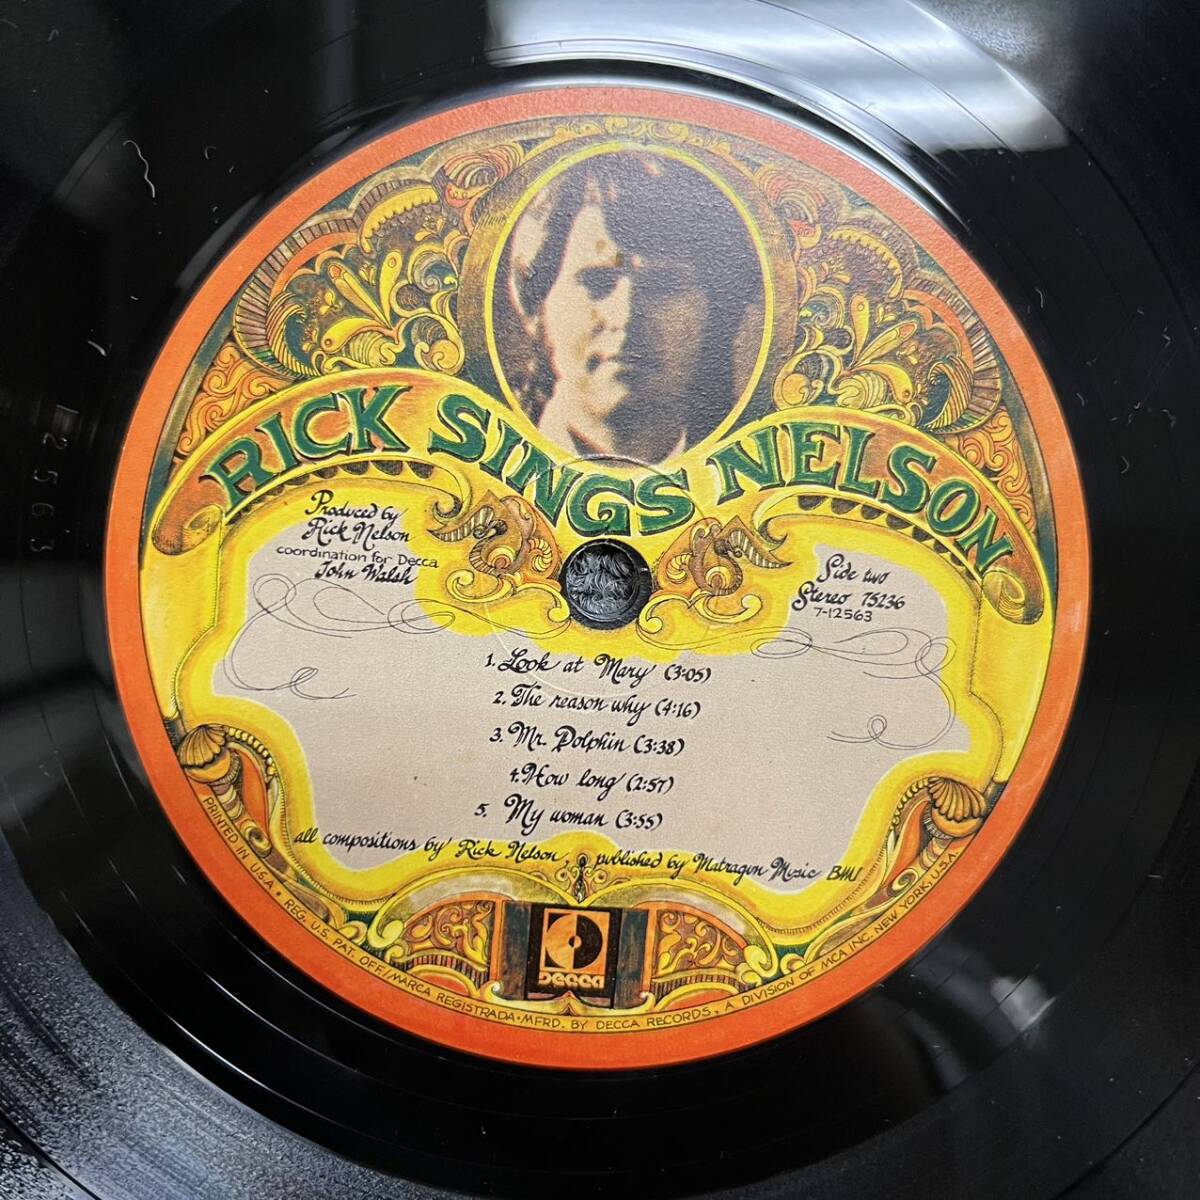 RICK SINGS NELSON
Produced by
Rick Nelson
coordination for Decca
John Walsh
Side two
Stereo 75236
7-12563
1. Look at Mary (3:05)
2. The reason why (4:16)
3. Mr. Dolphin (3:38)
4. How long (2:57)
5. My woman (3:55)
all compositions by Rick Nelson, published by Matragun Music BMI
DECCA
PRINTED IN U.S.A. • REG. U.S. PAT. OFF./MARCA REGISTRADA • MFRD. BY DECCA RECORDS, A DIVISION OF MCA INC. NEW YORK, U.S.A.
12563